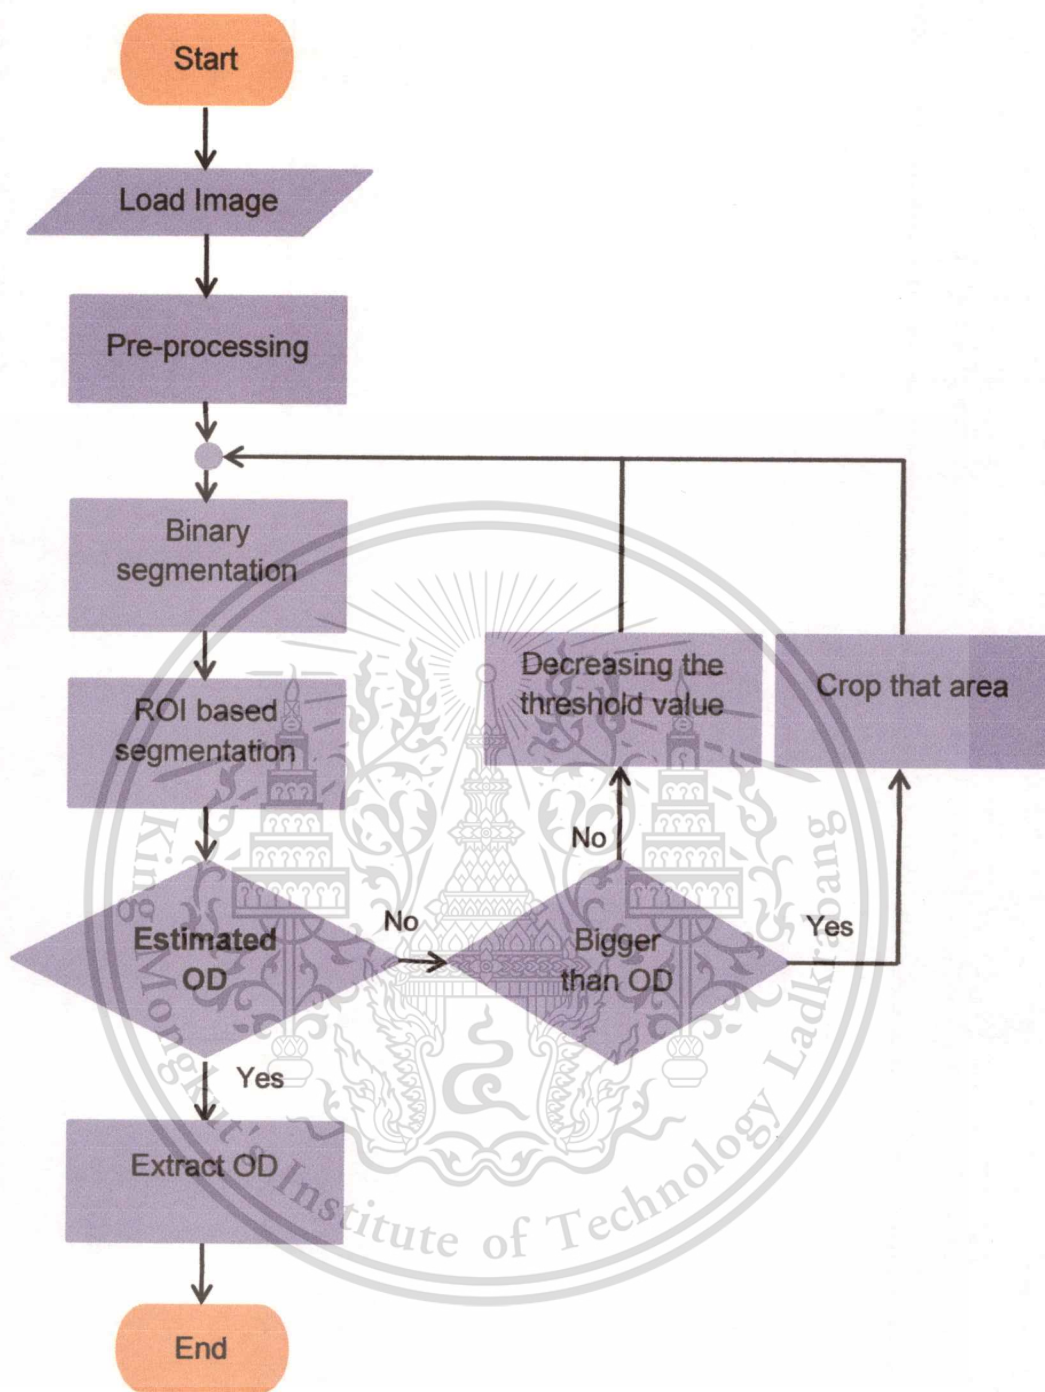 Start
Load Image
Pre-processing
Binary
segmentation
ROI based
segmentation
Decreasing the
threshold value
Crop that area
No
Estimated
OD
No
Bigger
than OD
Yes
Yes
Extract OD
End
King Mongkut's Institute of Technology Ladkrabang